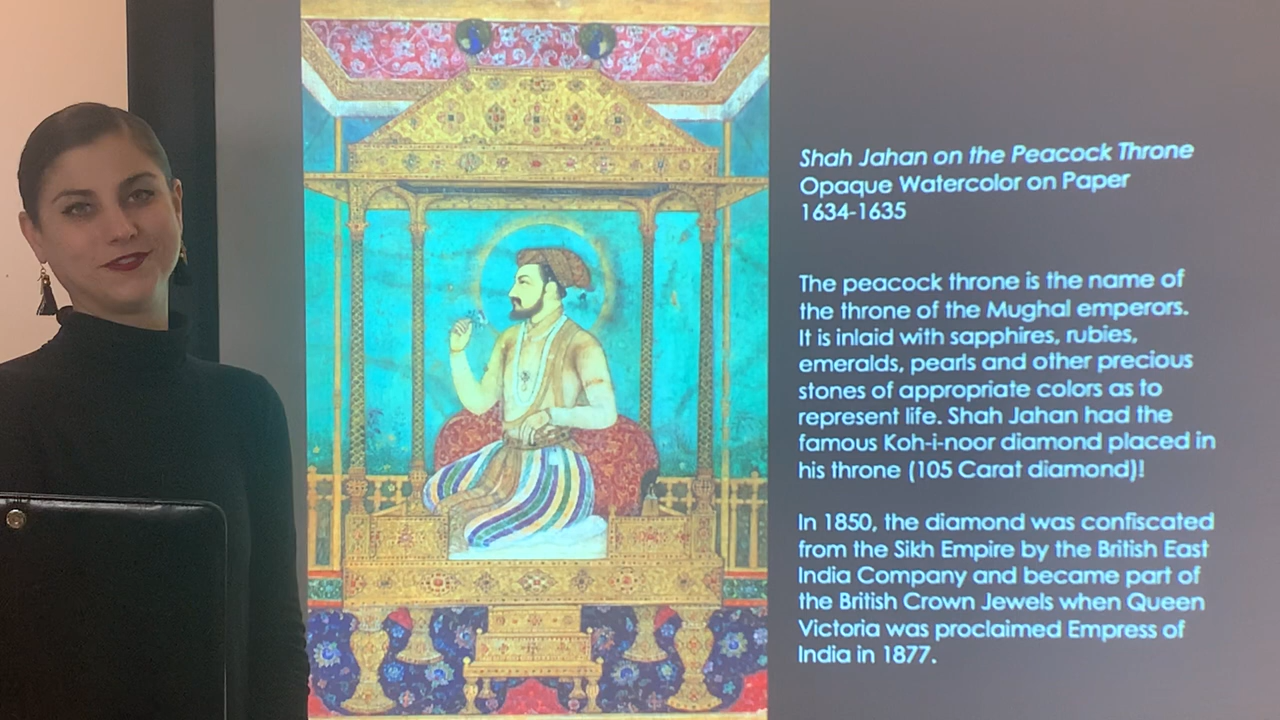 Shah Jahan on the Peacock Throne
Opaque Watercolor on Paper
1634-1635
The peacock throne is the name of
the throne of the Mughal emperors.
It is inlaid with sapphires, rubies,
emeralds, pearls and other precious
stones of appropriate colors as to
represent life. Shah Jahan had the
famous Koh-i-noor diamond placed in
his throne (105 Carat diamond)!
In 1850, the diamond was confiscated
from the Sikh Empire by the British East
India Company and became part of
the British Crown Jewels when Queen
Victoria was proclaimed Empress of
India in 1877.